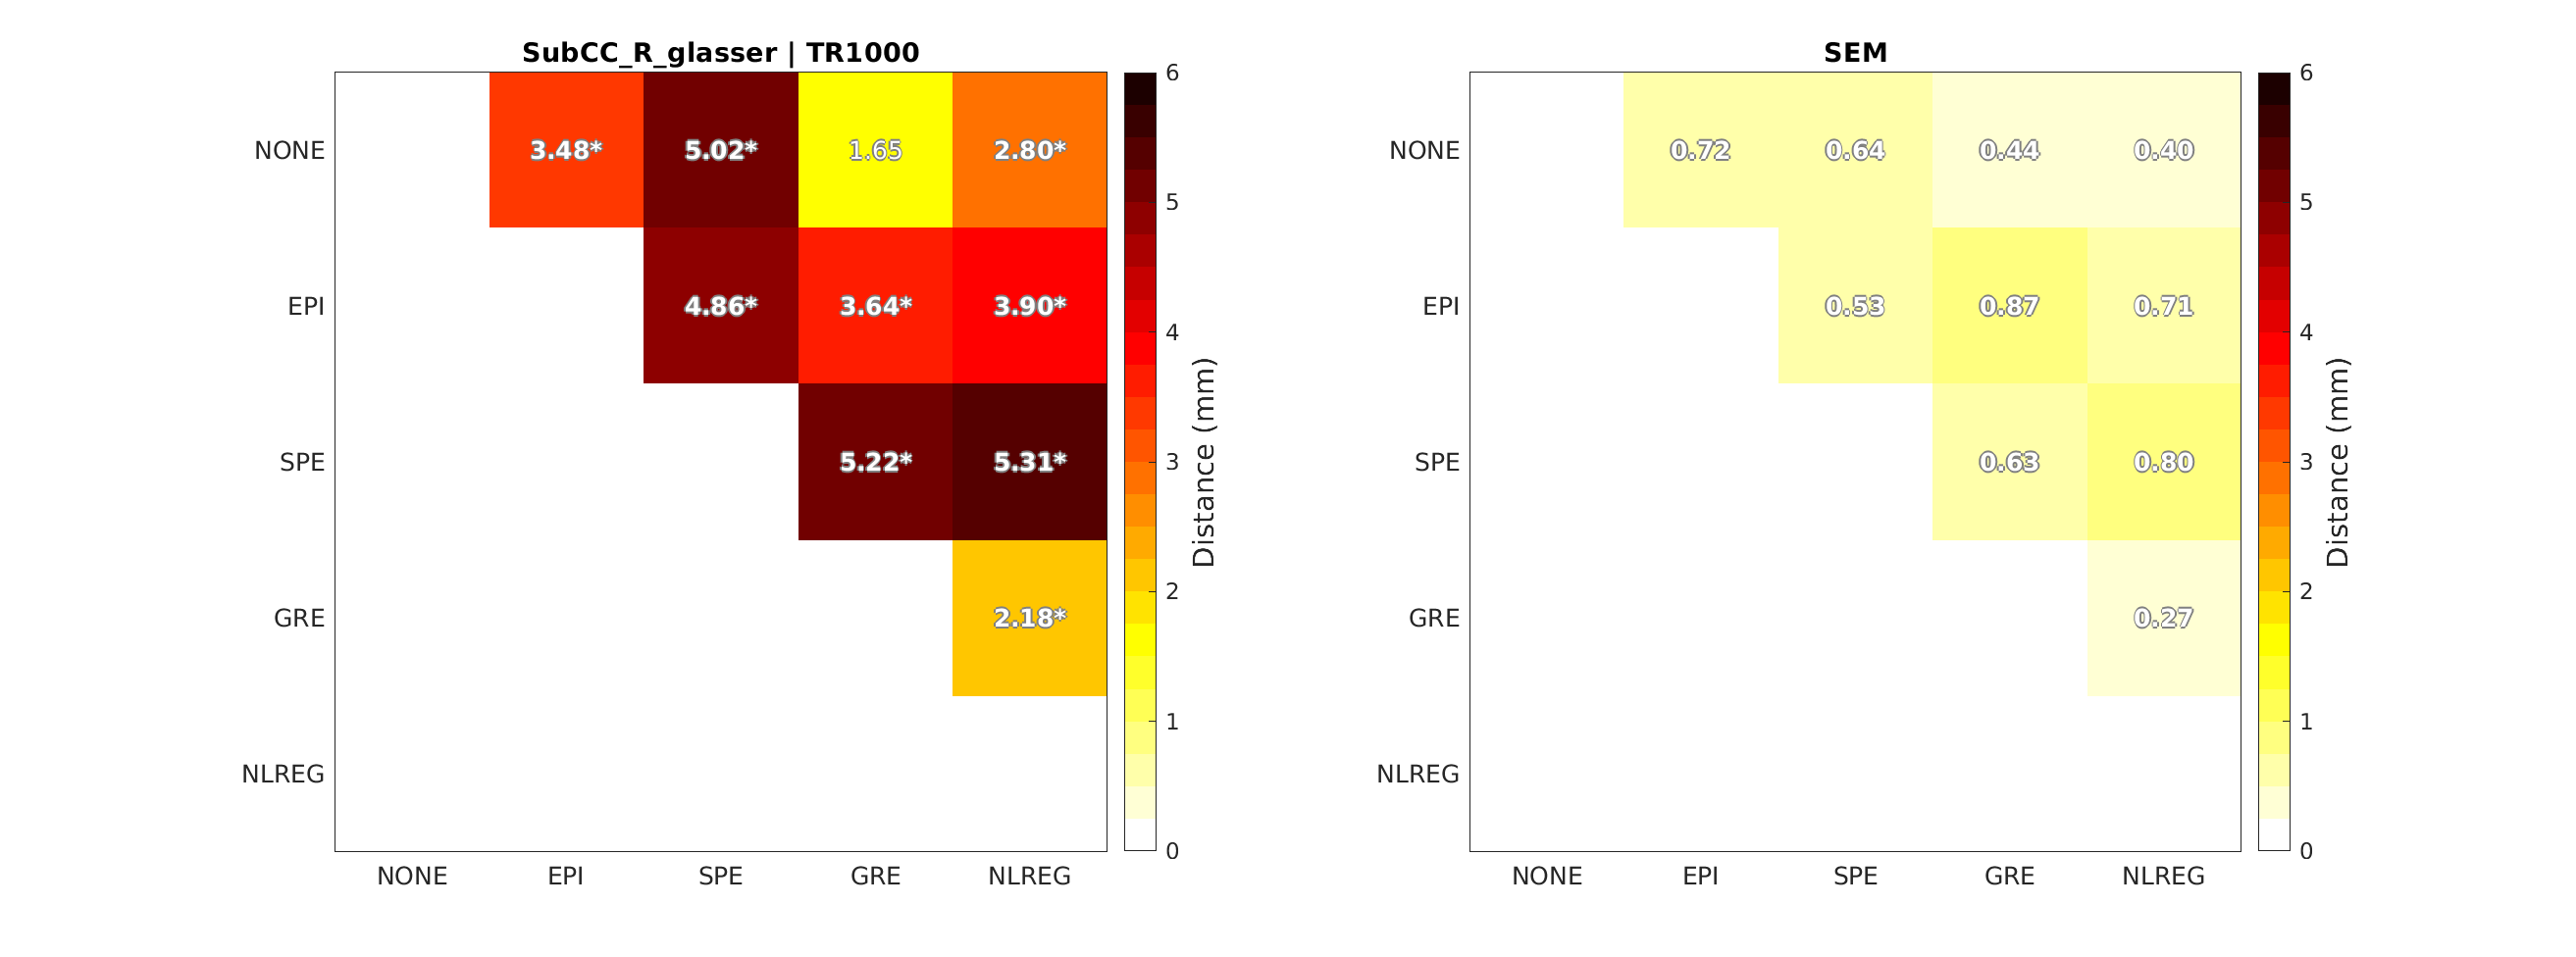 SubCC_R_glasser | TR1000
NONE 3.48* 5.02* 1.65 2.80*
EPI 4.86* 3.64* 3.90*
SPE 5.22* 5.31*
GRE 2.18*
NLREG
NONE EPI SPE GRE NLREG
6
5
4
3
2
1
0
Distance (mm)
SEM
NONE 0.72 0.64 0.44 0.40
EPI 0.53 0.87 0.71
SPE 0.63 0.80
GRE 0.27
NLREG
NONE EPI SPE GRE NLREG
6
5
4
3
2
1
0
Distance (mm)